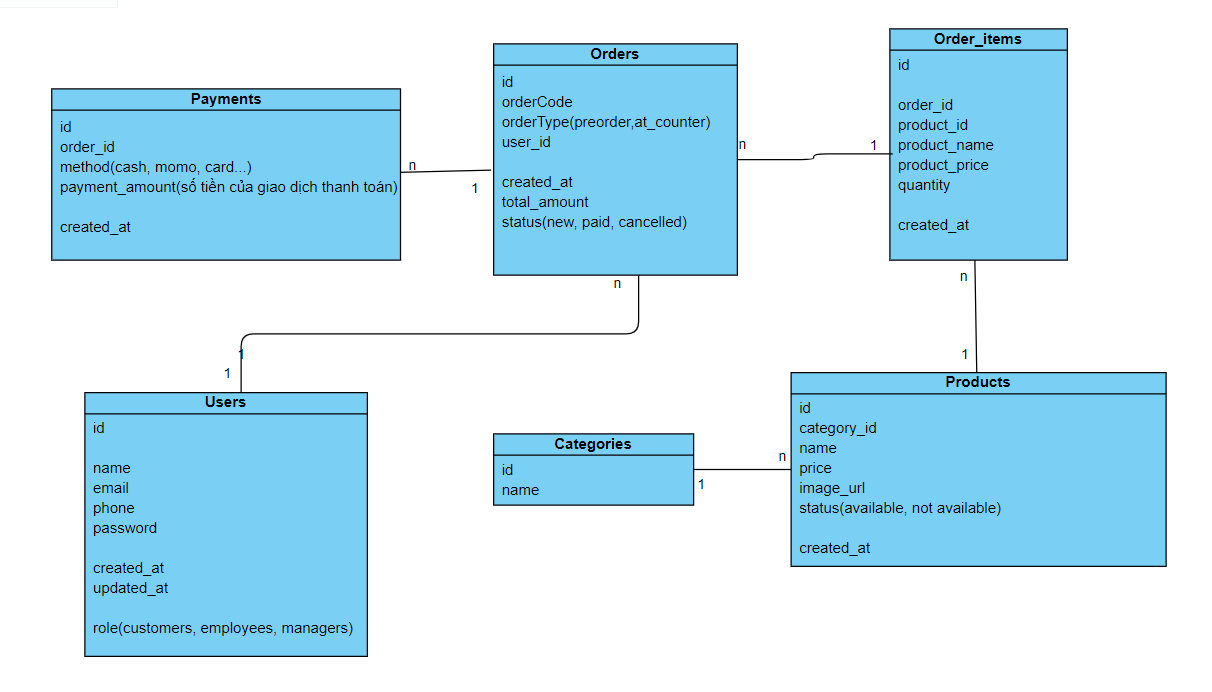 Payments
id
order_id
method(cash, momo, card...)
payment_amount(số tiền của giao dịch thanh toán)
created_at
n
1
Orders
id
orderCode
orderType(preorder,at_counter)
user_id
created_at
total_amount
status(new, paid, cancelled)
n
1
Order_items
id
order_id
product_id
product_name
product_price
quantity
created_at
n
1
n
1
1
Users
id
name
email
phone
password
created_at
updated_at
role(customers, employees, managers)
Categories
id
name
1
n
Products
id
category_id
name
price
image_url
status(available, not available)
created_at